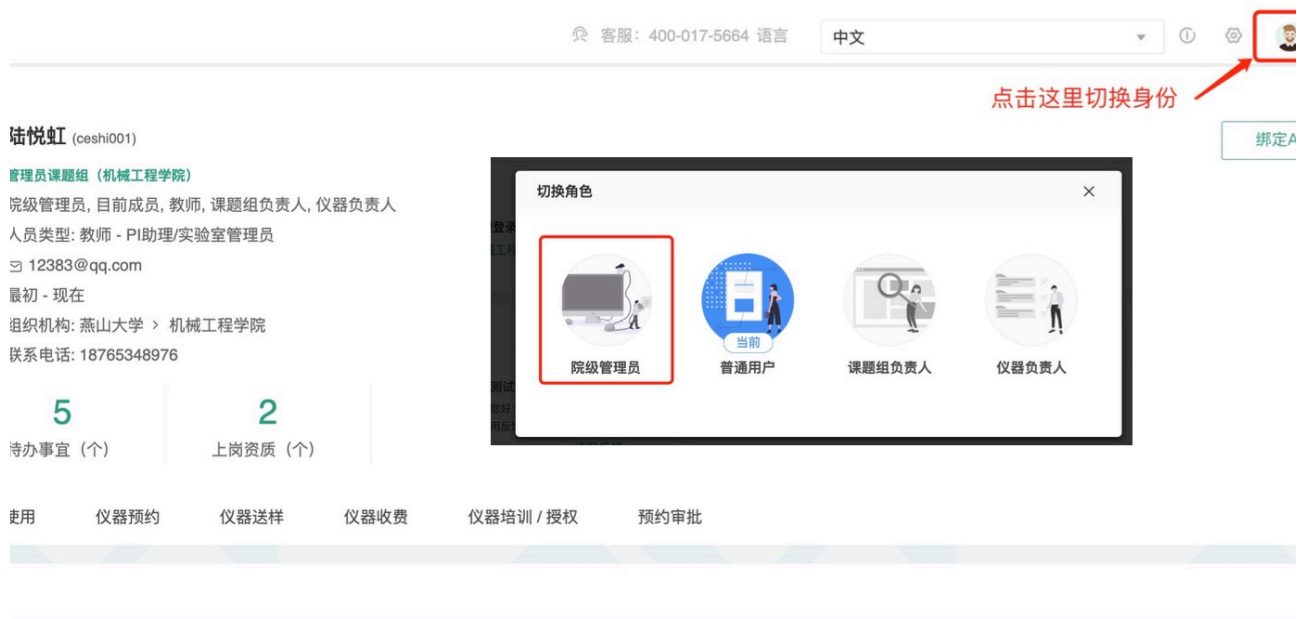 客服：400-017-5664 语言
中文
点击这里切换身份
陆悦虹 (ceshi001)
绑定A
管理员课题组（机械工程学院）
院级管理员, 目前成员, 教师, 课题组负责人, 仪器负责人
人员类型: 教师 - PI助理/实验室管理员
12383@qq.com
最初 - 现在
组织机构: 燕山大学 > 机械工程学院
联系电话: 18765348976
切换角色
院级管理员
当前
普通用户
课题组负责人
仪器负责人
5
待办事宜（个）
2
上岗资质（个）
使用
仪器预约
仪器送样
仪器收费
仪器培训 / 授权
预约审批